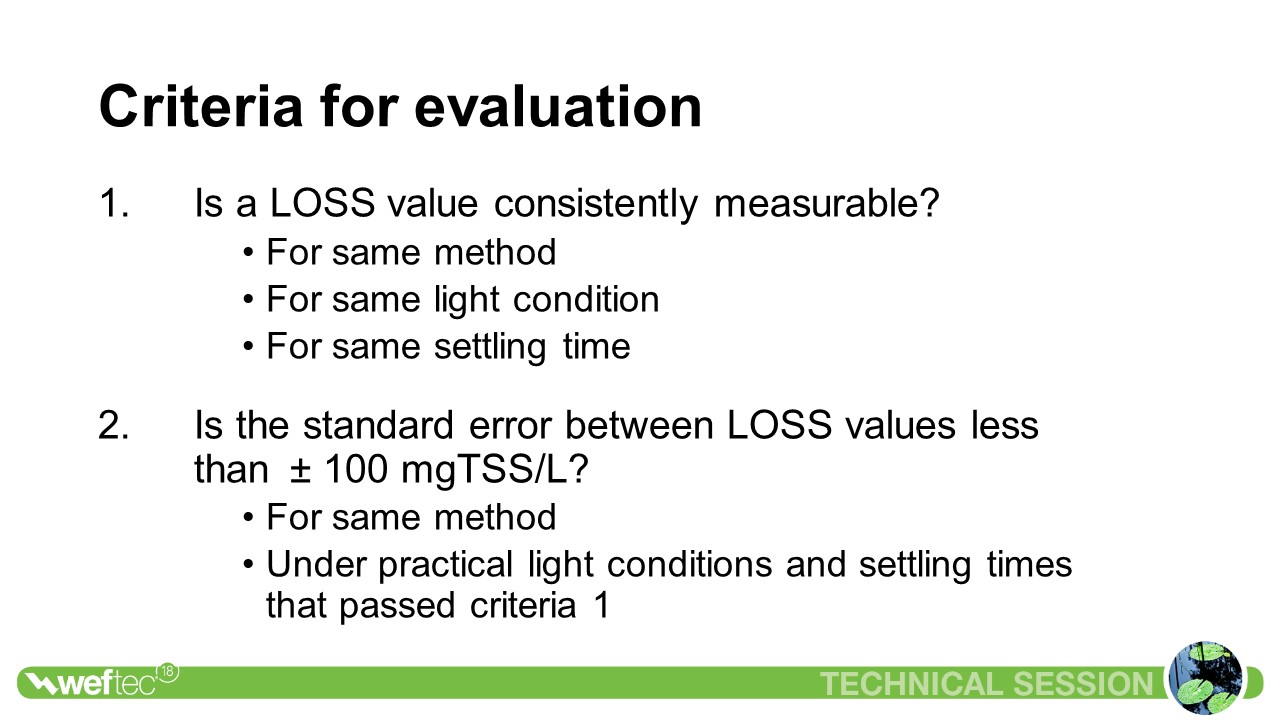 Criteria for evaluation
1. Is a LOSS value consistently measurable?
• For same method
• For same light condition
• For same settling time
2. Is the standard error between LOSS values less
than ± 100 mgTSS/L?
• For same method
• Under practical light conditions and settling times
that passed criteria 1
weftec 18
TECHNICAL SESSION